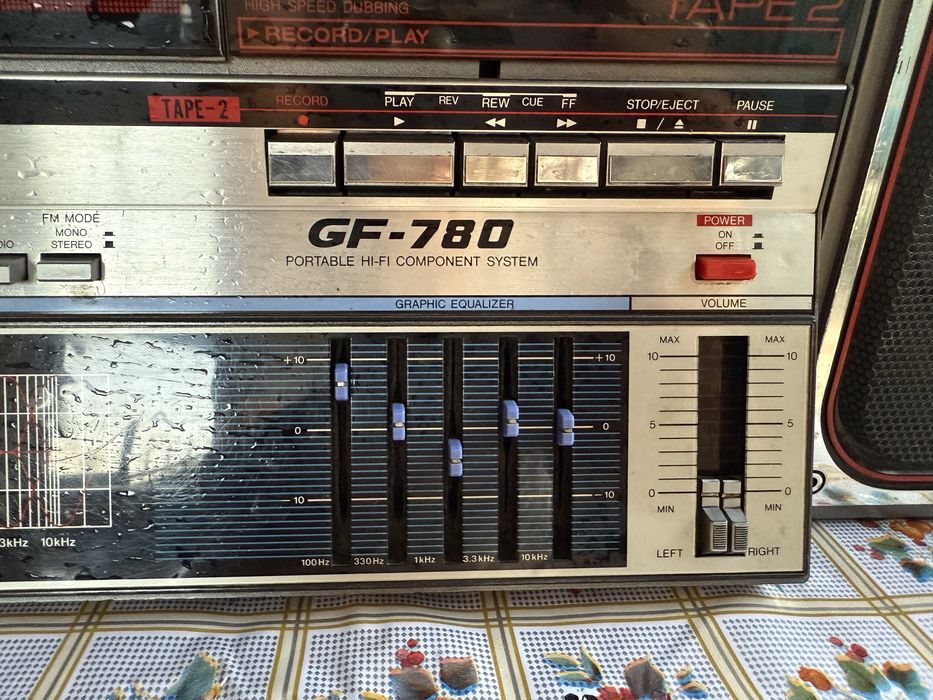 HIGH SPEED DUBBING
TAPE 2
▶RECORD/PLAY
TAPE-2
RECORD
PLAY REV REW CUE FF STOP/EJECT PAUSE
FM MODE
MONO
STEREO
GF-780
PORTABLE HI-FI COMPONENT SYSTEM
POWER
ON
OFF
GRAPHIC EQUALIZER
VOLUME
MAX MAX
+10 +10
10 10
5 5
0 0
0 0
MIN MIN
-10 -10
3kHz 10kHz
100Hz 330Hz 1kHz 3.3kHz 10kHz
LEFT RIGHT